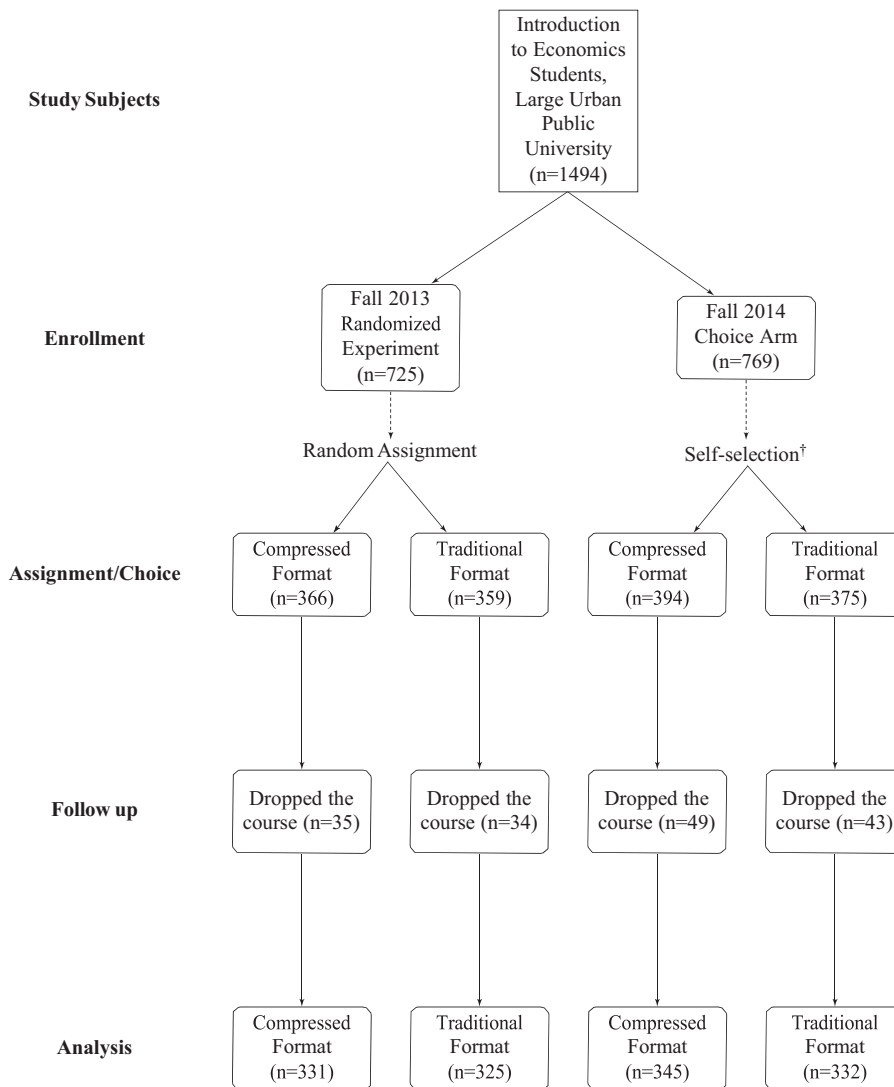 Introduction
to Economics
Students,
Large Urban
Public
University
(n=1494)
Study Subjects
Fall 2013
Randomized
Experiment
(n=725)
Fall 2014
Choice Arm
(n=769)
Enrollment
Random Assignment
Self-selection†
Assignment/Choice
Compressed
Format
(n=366)
Traditional
Format
(n=359)
Compressed
Format
(n=394)
Traditional
Format
(n=375)
Follow up
Dropped the
course (n=35)
Dropped the
course (n=34)
Dropped the
course (n=49)
Dropped the
course (n=43)
Analysis
Compressed
Format
(n=331)
Traditional
Format
(n=325)
Compressed
Format
(n=345)
Traditional
Format
(n=332)